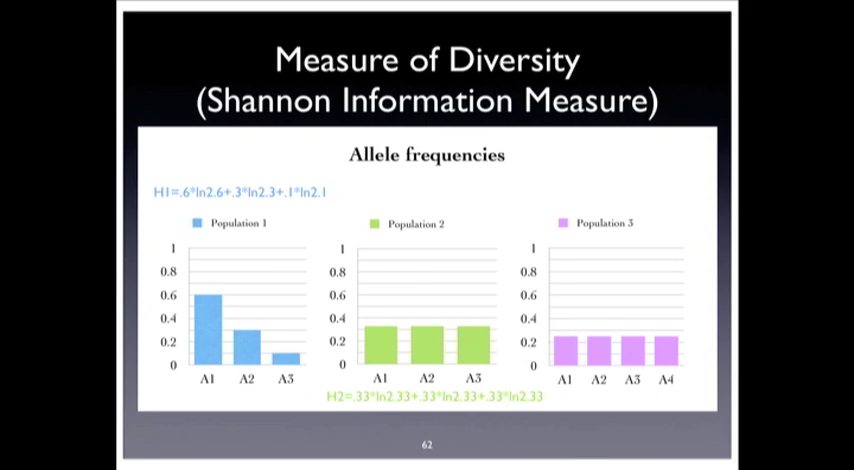 Measure of Diversity
(Shannon Information Measure)
Allele frequencies
H1=.6*ln2.6+.3*ln2.3+.1*ln2.1
Population 1
1
0.8
0.6
0.4
0.2
0
A1 A2 A3
Population 2
1
0.8
0.6
0.4
0.2
0
A1 A2 A3
H2=.33*ln2.33+.33*ln2.33+.33*ln2.33
Population 3
1
0.8
0.6
0.4
0.2
0
A1 A2 A3 A4
62